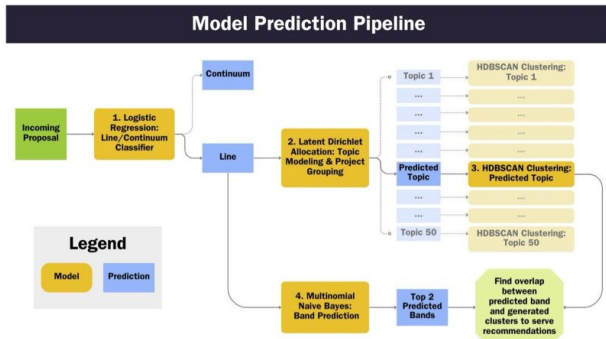 Model Prediction Pipeline
Incoming
Proposal
1. Logistic
Regression:
Line/Continuum
Classifier
Continuum
Line
2. Latent Dirichlet
Allocation: Topic
Modeling & Project
Grouping
Topic 1
...
...
...
Predicted
Topic
...
...
Topic 50
HDBSCAN Clustering:
Topic 1
...
...
...
3. HDBSCAN Clustering:
Predicted Topic
...
...
HDBSCAN Clustering:
Topic 50
Legend
Model
Prediction
4. Multinomial
Naive Bayes:
Band Prediction
Top 2
Predicted
Bands
Find overlap
between
predicted band
and generated
clusters to serve
recommendations